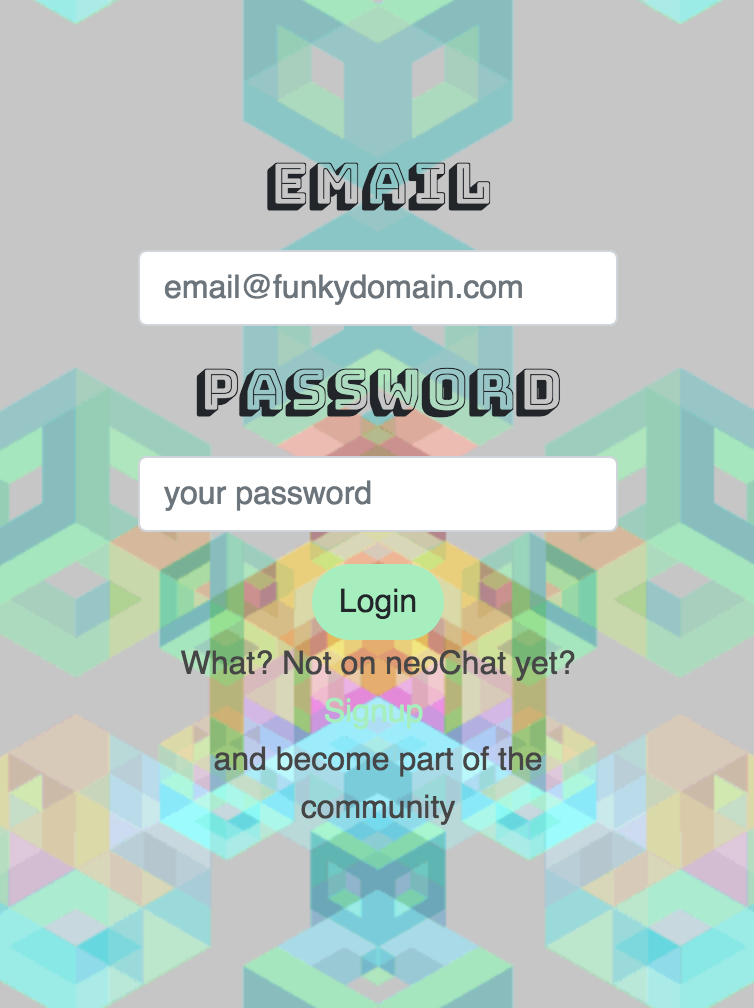 EMAIL
email@funkydomain.com
PASSWORD
your password
Login
What? Not on neoChat yet?
Signup
and become part of the
community